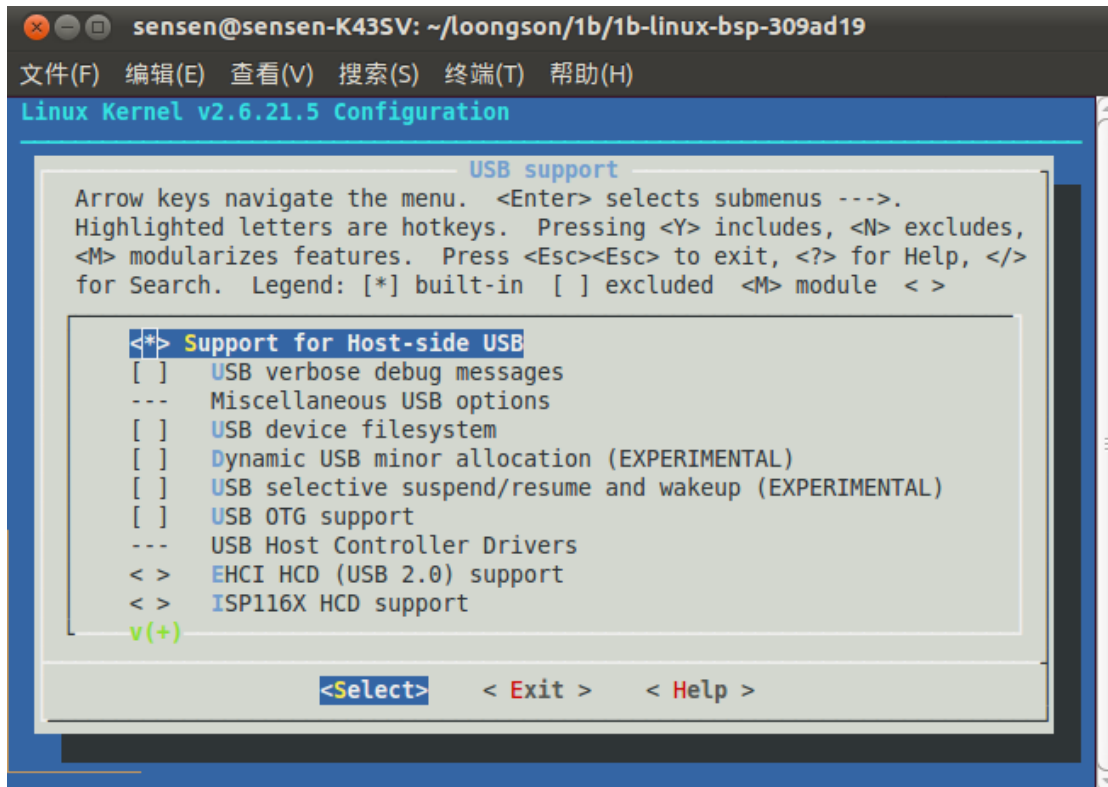 sensen@sensen-K43SV: ~/loongson/1b/1b-linux-bsp-309ad19
文件(F) 编辑(E) 查看(V) 搜索(S) 终端(T) 帮助(H)
Linux Kernel v2.6.21.5 Configuration
USB support
Arrow keys navigate the menu. <Enter> selects submenus --->.
Highlighted letters are hotkeys. Pressing <Y> includes, <N> excludes,
<M> modularizes features. Press <Esc><Esc> to exit, <?> for Help, </>
for Search. Legend: [*] built-in [ ] excluded <M> module < >
<*> Support for Host-side USB
[ ] USB verbose debug messages
--- Miscellaneous USB options
[ ] USB device filesystem
[ ] Dynamic USB minor allocation (EXPERIMENTAL)
[ ] USB selective suspend/resume and wakeup (EXPERIMENTAL)
[ ] USB OTG support
--- USB Host Controller Drivers
< > EHCI HCD (USB 2.0) support
< > ISP116X HCD support
v(+)
<Select> < Exit > < Help >